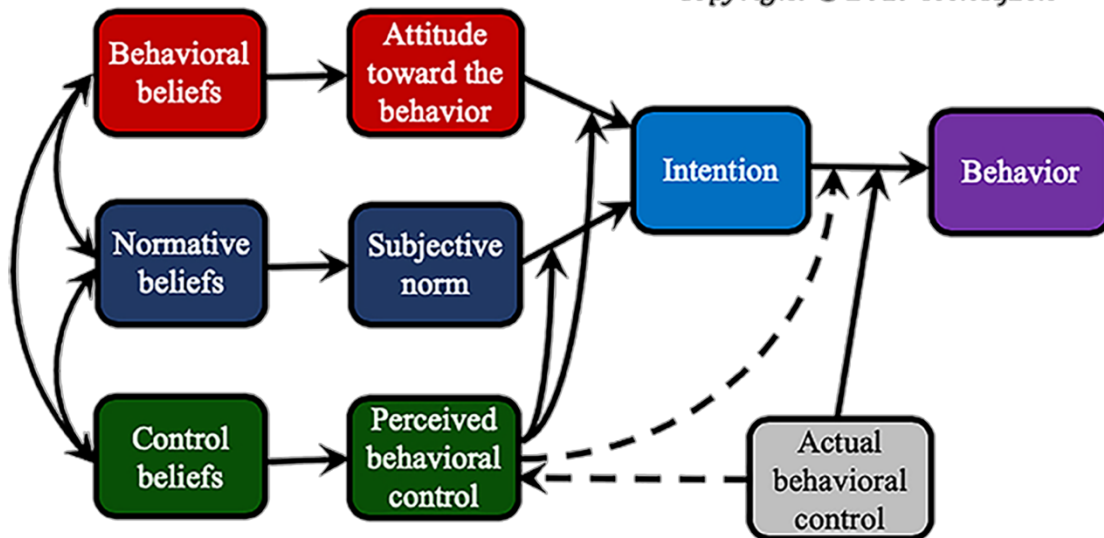 Behavioral
beliefs
Attitude
toward the
behavior
Intention
Behavior
Normative
beliefs
Subjective
norm
Control
beliefs
Perceived
behavioral
control
Actual
behavioral
control